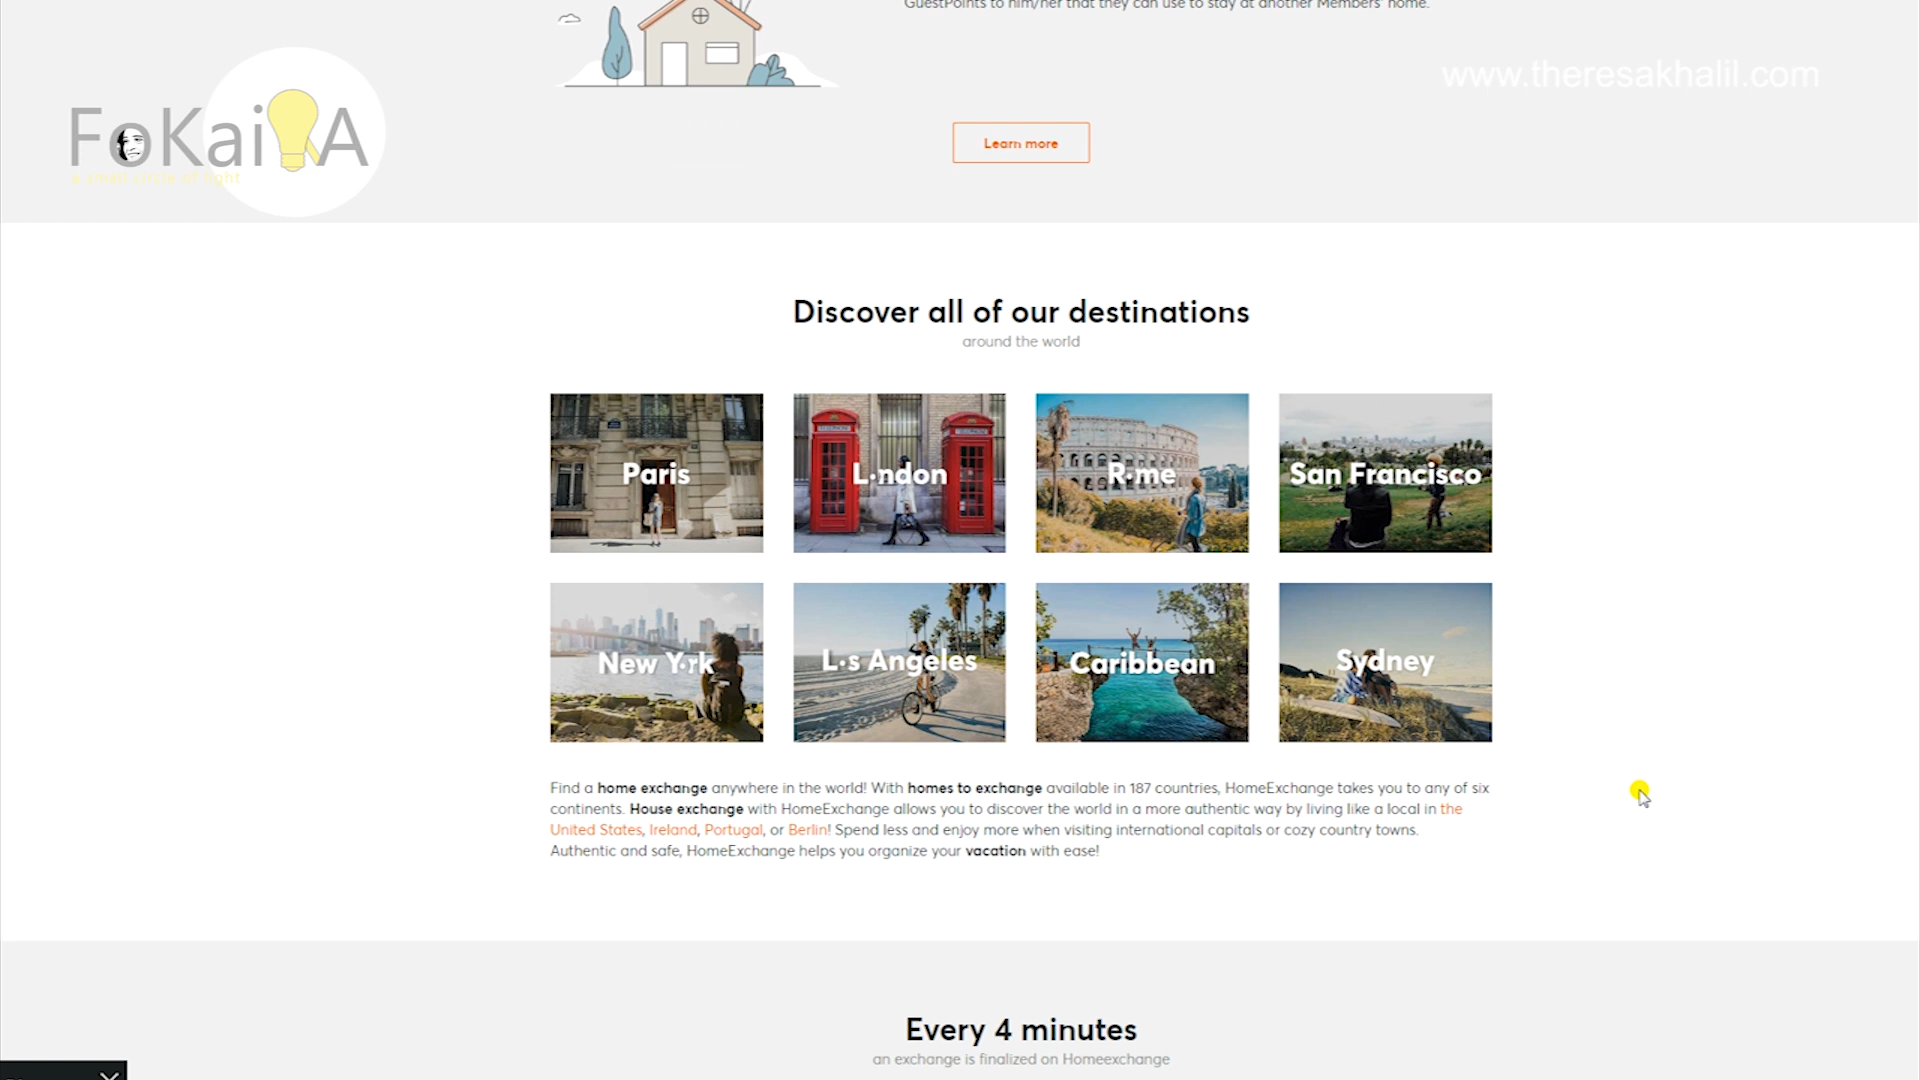 GuestPoints to him/her that they can use to stay at another Members' home.
www.theresakhalil.com
FoKaiA
a small circle of light
Learn more
Discover all of our destinations
around the world
Paris
L·ndon
R·me
San Francisco
New Y·rk
L·s Angeles
Caribbean
Sydney
Find a home exchange anywhere in the world! With homes to exchange available in 187 countries, HomeExchange takes you to any of six
continents. House exchange with HomeExchange allows you to discover the world in a more authentic way by living like a local in the
United States, Ireland, Portugal, or Berlin! Spend less and enjoy more when visiting international capitals or cozy country towns.
Authentic and safe, HomeExchange helps you organize your vacation with ease!
Every 4 minutes
an exchange is finalized on Homeexchange